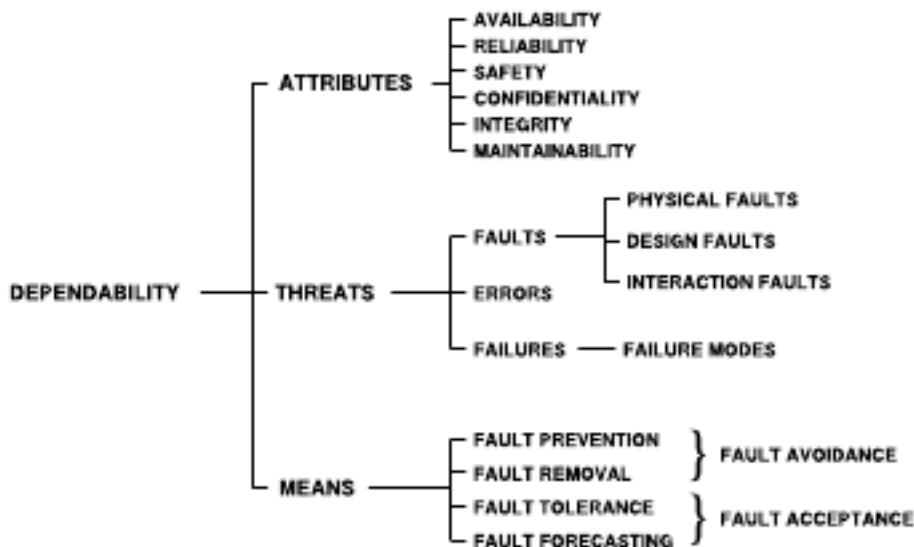 AVAILABILITY
RELIABILITY
SAFETY
ATTRIBUTES
CONFIDENTIALITY
INTEGRITY
MAINTAINABILITY
PHYSICAL FAULTS
FAULTS
DESIGN FAULTS
INTERACTION FAULTS
DEPENDABILITY
THREATS
ERRORS
FAILURES
FAILURE MODES
FAULT PREVENTION
FAULT AVOIDANCE
FAULT REMOVAL
MEANS
FAULT TOLERANCE
FAULT ACCEPTANCE
FAULT FORECASTING